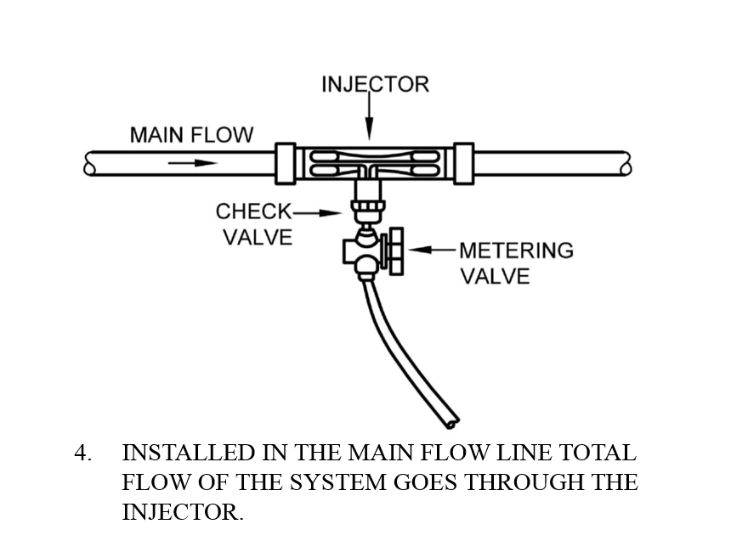 INJECTOR
MAIN FLOW
CHECK
VALVE
METERING
VALVE
4. INSTALLED IN THE MAIN FLOW LINE TOTAL
FLOW OF THE SYSTEM GOES THROUGH THE
INJECTOR.